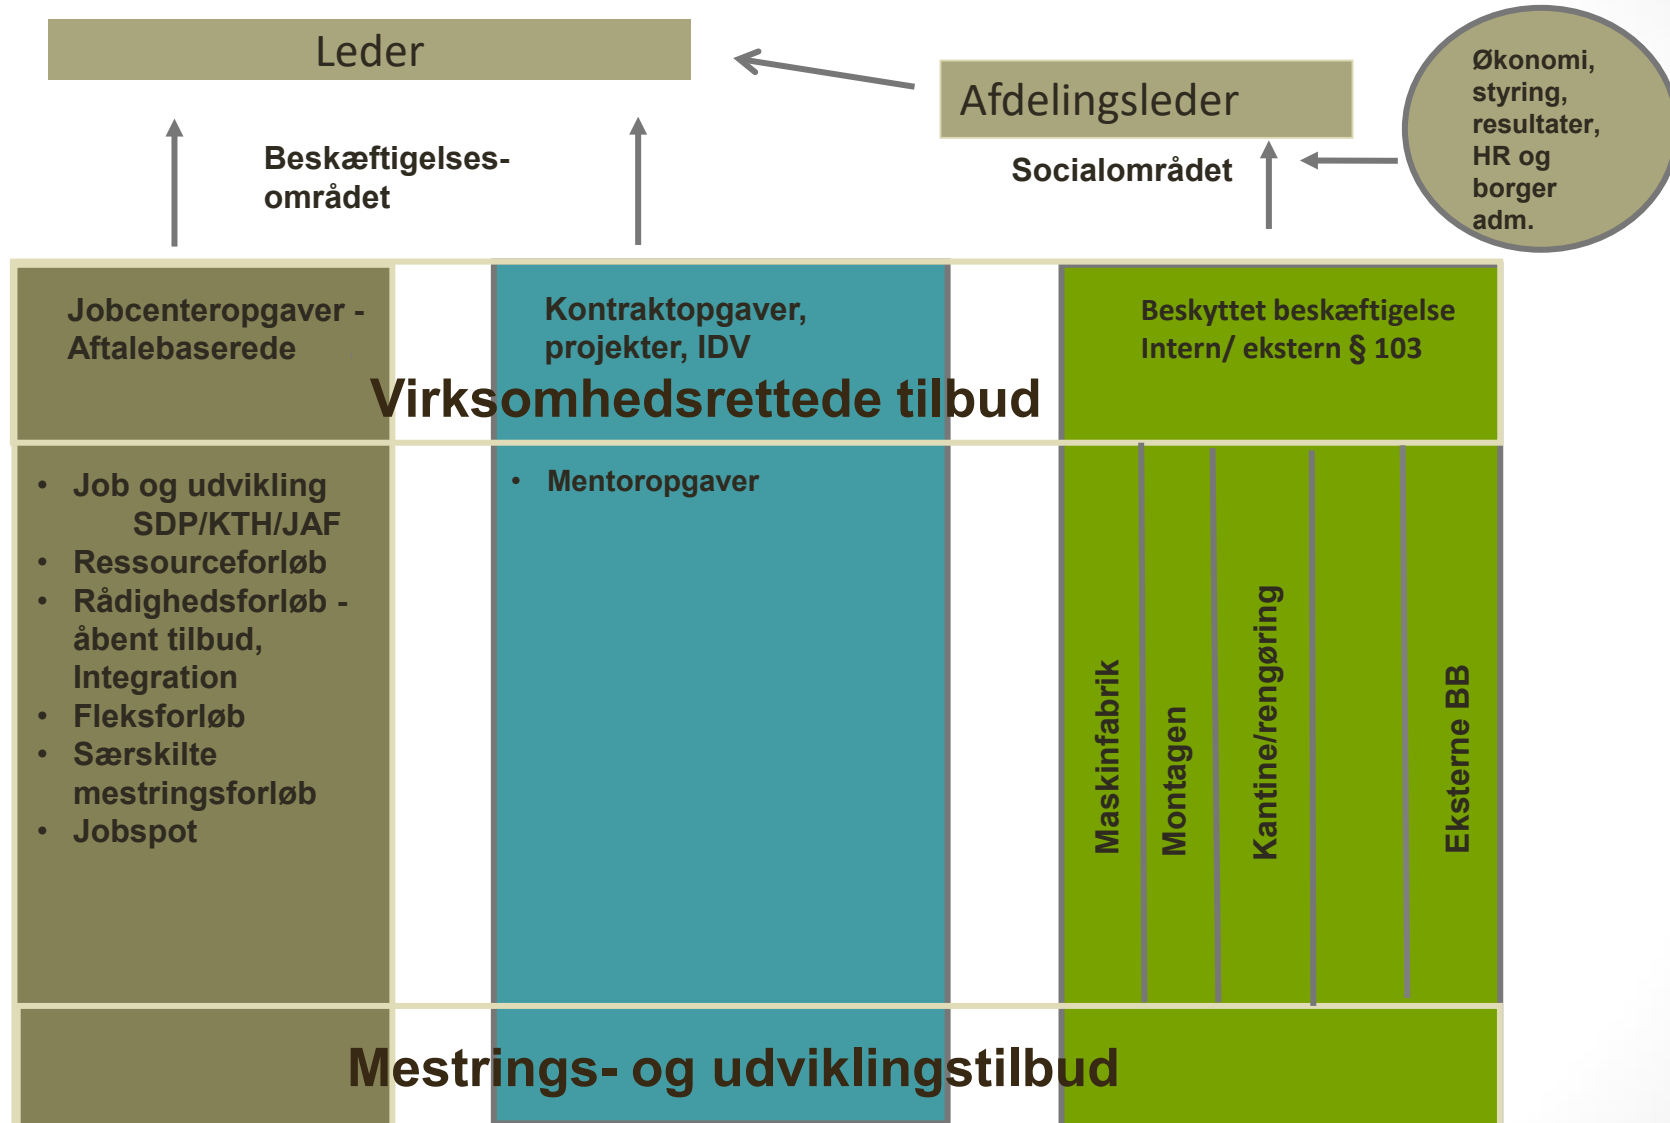 Leder
Afdelingsleder
Økonomi,
styring,
resultater,
HR og
borger
adm.
Beskæftigelses-
området
Socialområdet
Jobcenteropgaver -
Aftalebaserede
Kontraktopgaver,
projekter, IDV
Beskyttet beskæftigelse
Intern/ ekstern § 103
Virksomhedsrettede tilbud
• Job og udvikling
SDP/KTH/JAF
• Ressourceforløb
• Rådighedsforløb -
åbent tilbud,
Integration
• Fleksforløb
• Særskilte
mestringsforløb
• Jobspot
• Mentoropgaver
Maskinfabrik
Montagen
Kantine/rengøring
Eksterne BB
Mestrings- og udviklingstilbud